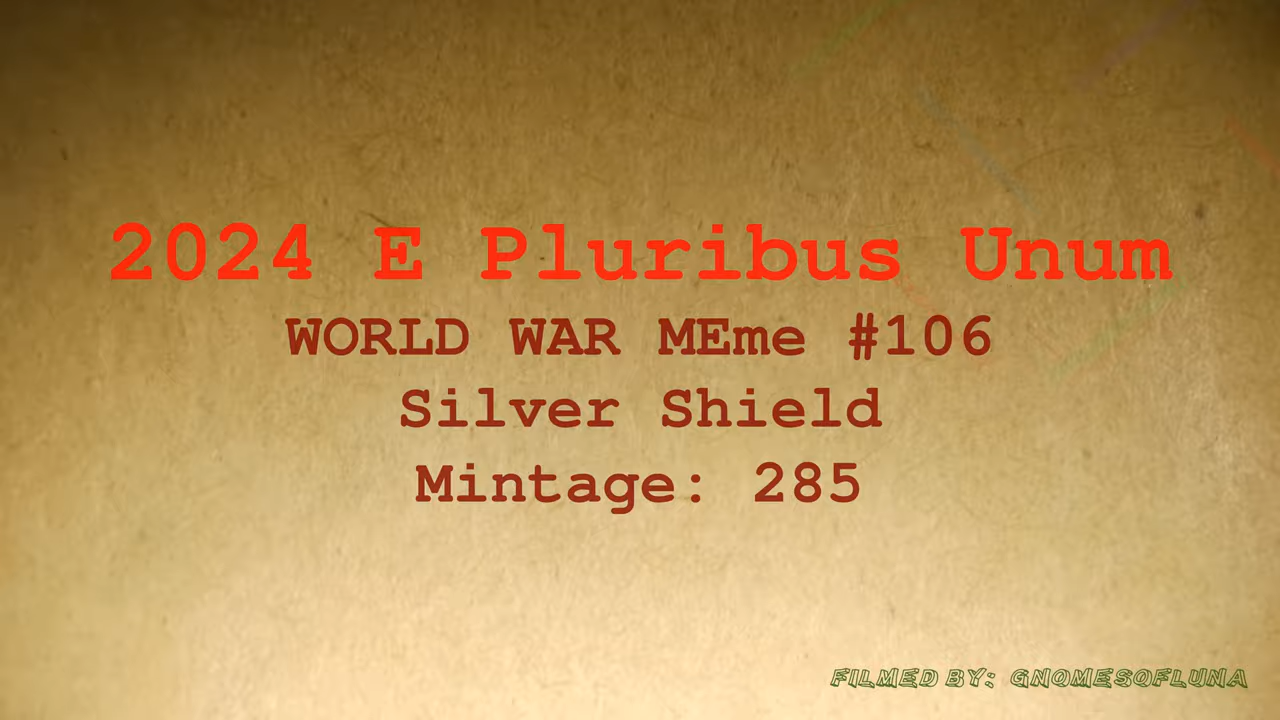 2024 E Pluribus Unum
WORLD WAR MEme #106
Silver Shield
Mintage: 285
FILMED BY: GNOMESOFLUNA